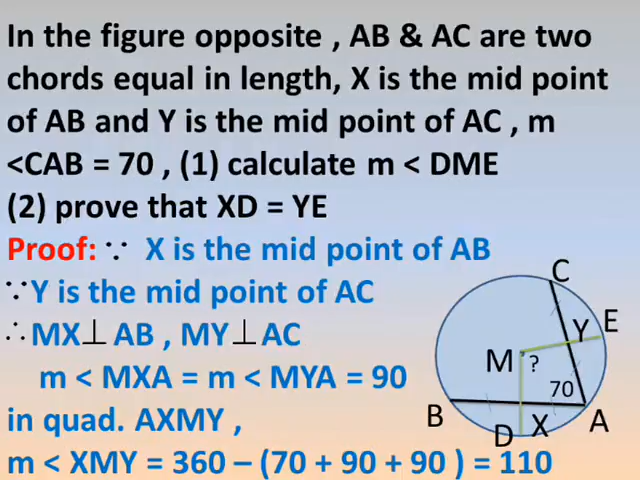 In the figure opposite , AB & AC are two
chords equal in length, X is the mid point
of AB and Y is the mid point of AC , m
<CAB = 70 , (1) calculate m < DME
(2) prove that XD = YE
Proof: ∵ X is the mid point of AB
∵ Y is the mid point of AC
∴ MX⊥ AB , MY⊥ AC
m < MXA = m < MYA = 90
in quad. AXMY ,
m < XMY = 360 – (70 + 90 + 90 ) = 110
C
E
Y
M ?
70
B
A
D X